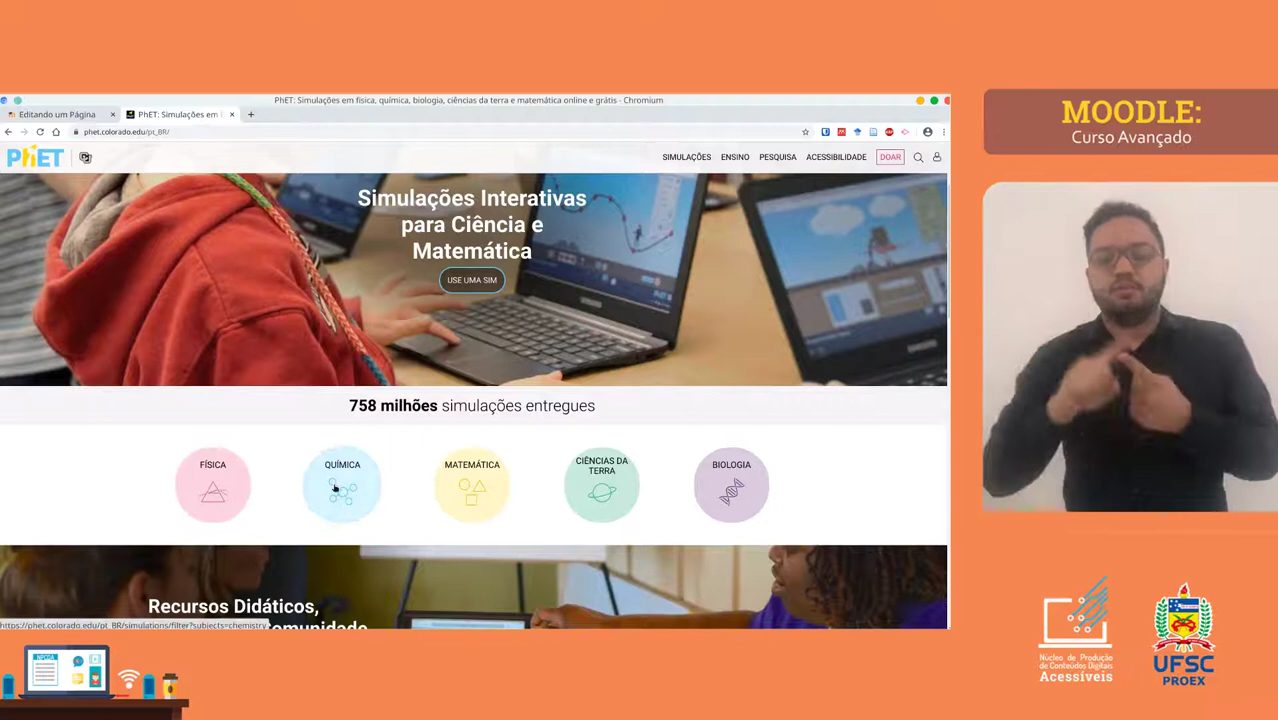 PhET: Simulações em física, química, biologia, ciências da terra e matemática online e grátis - Chromium
Editando um Página
PhET: Simulações em
phet.colorado.edu/pt_BR/
PhET
SIMULAÇÕES
ENSINO
PESQUISA
ACESSIBILIDADE
DOAR
Simulações Interativas
para Ciência e
Matemática
USE UMA SIM
758 milhões simulações entregues
FÍSICA
QUÍMICA
MATEMÁTICA
CIÊNCIAS DA
TERRA
BIOLOGIA
Recursos Didáticos,
https://phet.colorado.edu/pt_BR/simulations/filter?subjects=chemistry
MOODLE:
Curso Avançado
Núcleo de Produção
de Conteúdos Digitais
Acessíveis
UFSC
PROEX